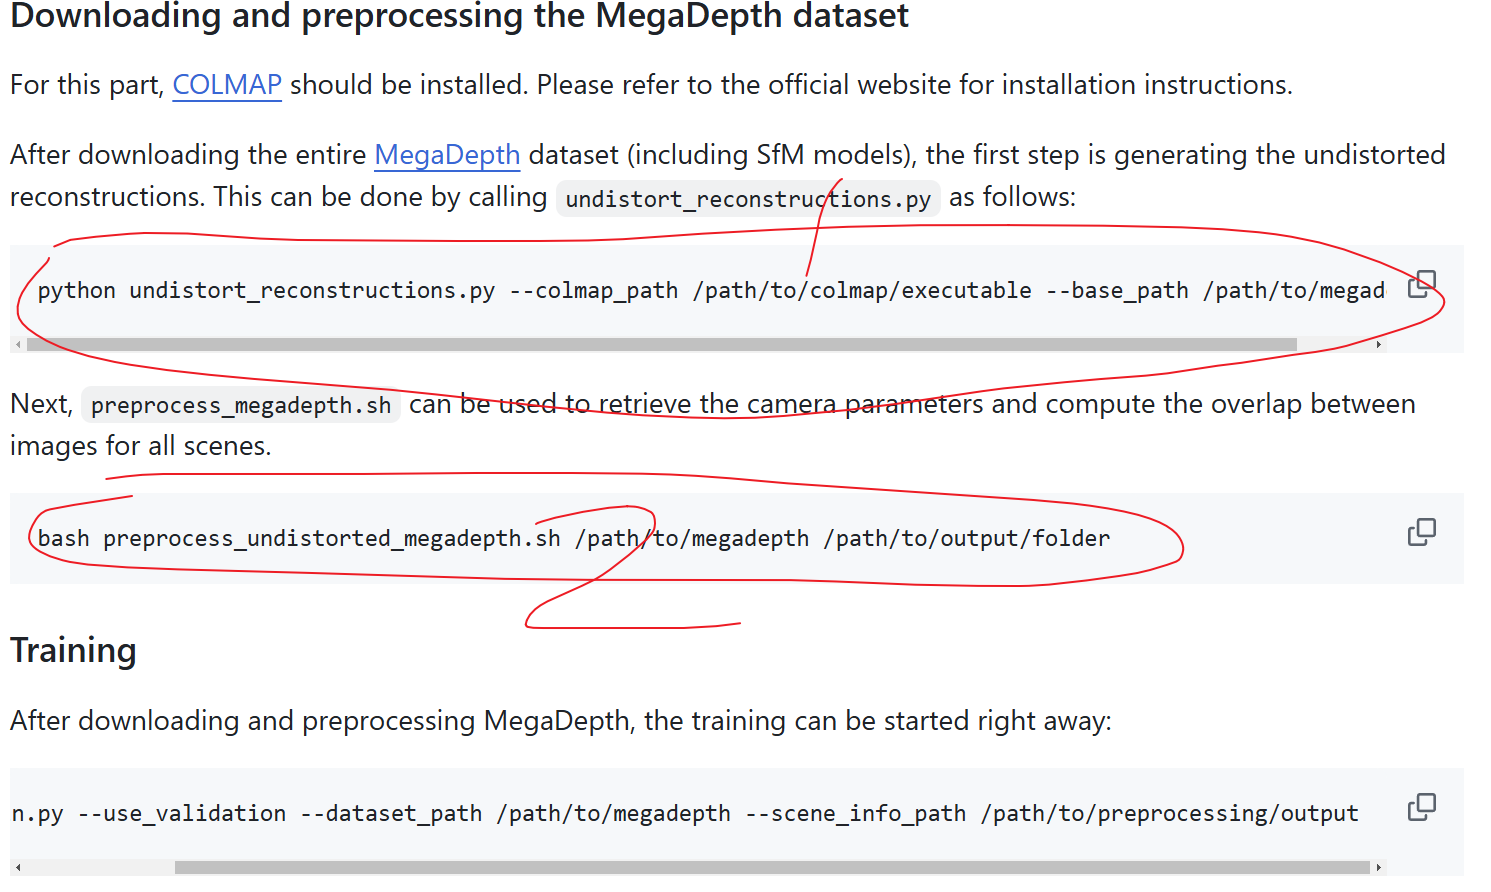 Downloading and preprocessing the MegaDepth dataset
For this part, COLMAP should be installed. Please refer to the official website for installation instructions.
After downloading the entire MegaDepth dataset (including SfM models), the first step is generating the undistorted
reconstructions. This can be done by calling undistort_reconstructions.py as follows:
python undistort_reconstructions.py --colmap_path /path/to/colmap/executable --base_path /path/to/megad
Next, preprocess_megadepth.sh can be used to retrieve the camera parameters and compute the overlap between
images for all scenes.
bash preprocess_undistorted_megadepth.sh /path/to/megadepth /path/to/output/folder
2
Training
After downloading and preprocessing MegaDepth, the training can be started right away:
n.py --use_validation --dataset_path /path/to/megadepth --scene_info_path /path/to/preprocessing/output